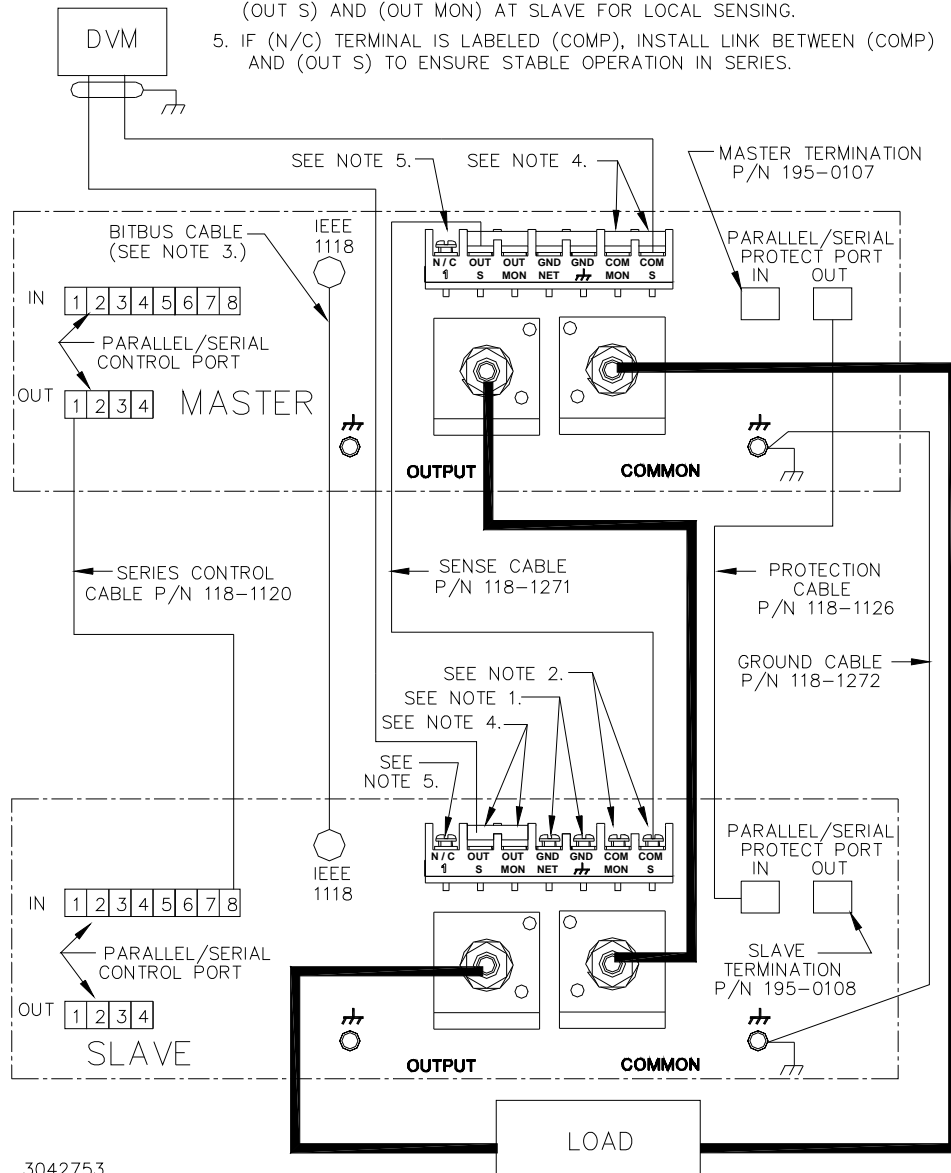 (OUT S) AND (OUT MON) AT SLAVE FOR LOCAL SENSING.
5. IF (N/C) TERMINAL IS LABELED (COMP), INSTALL LINK BETWEEN (COMP)
AND (OUT S) TO ENSURE STABLE OPERATION IN SERIES.
DVM
SEE NOTE 5.
SEE NOTE 4.
MASTER TERMINATION
P/N 195-0107
BITBUS CABLE
(SEE NOTE 3.)
IEEE
1118
N/C OUT OUT GND GND COM COM
1 S MON NET MON S
PARALLEL/SERIAL
PROTECT PORT
IN OUT
IN 1 2 3 4 5 6 7 8
PARALLEL/SERIAL
CONTROL PORT
OUT 1 2 3 4
MASTER
OUTPUT COMMON
SERIES CONTROL
CABLE P/N 118-1120
SENSE CABLE
P/N 118-1271
PROTECTION
CABLE
P/N 118-1126
GROUND CABLE
P/N 118-1272
SEE NOTE 2.
SEE NOTE 1.
SEE NOTE 4.
SEE
NOTE 5.
IEEE
1118
N/C OUT OUT GND GND COM COM
1 S MON NET MON S
PARALLEL/SERIAL
PROTECT PORT
IN OUT
IN 1 2 3 4 5 6 7 8
PARALLEL/SERIAL
CONTROL PORT
OUT 1 2 3 4
SLAVE
SLAVE
TERMINATION
P/N 195-0108
OUTPUT COMMON
LOAD
3042753